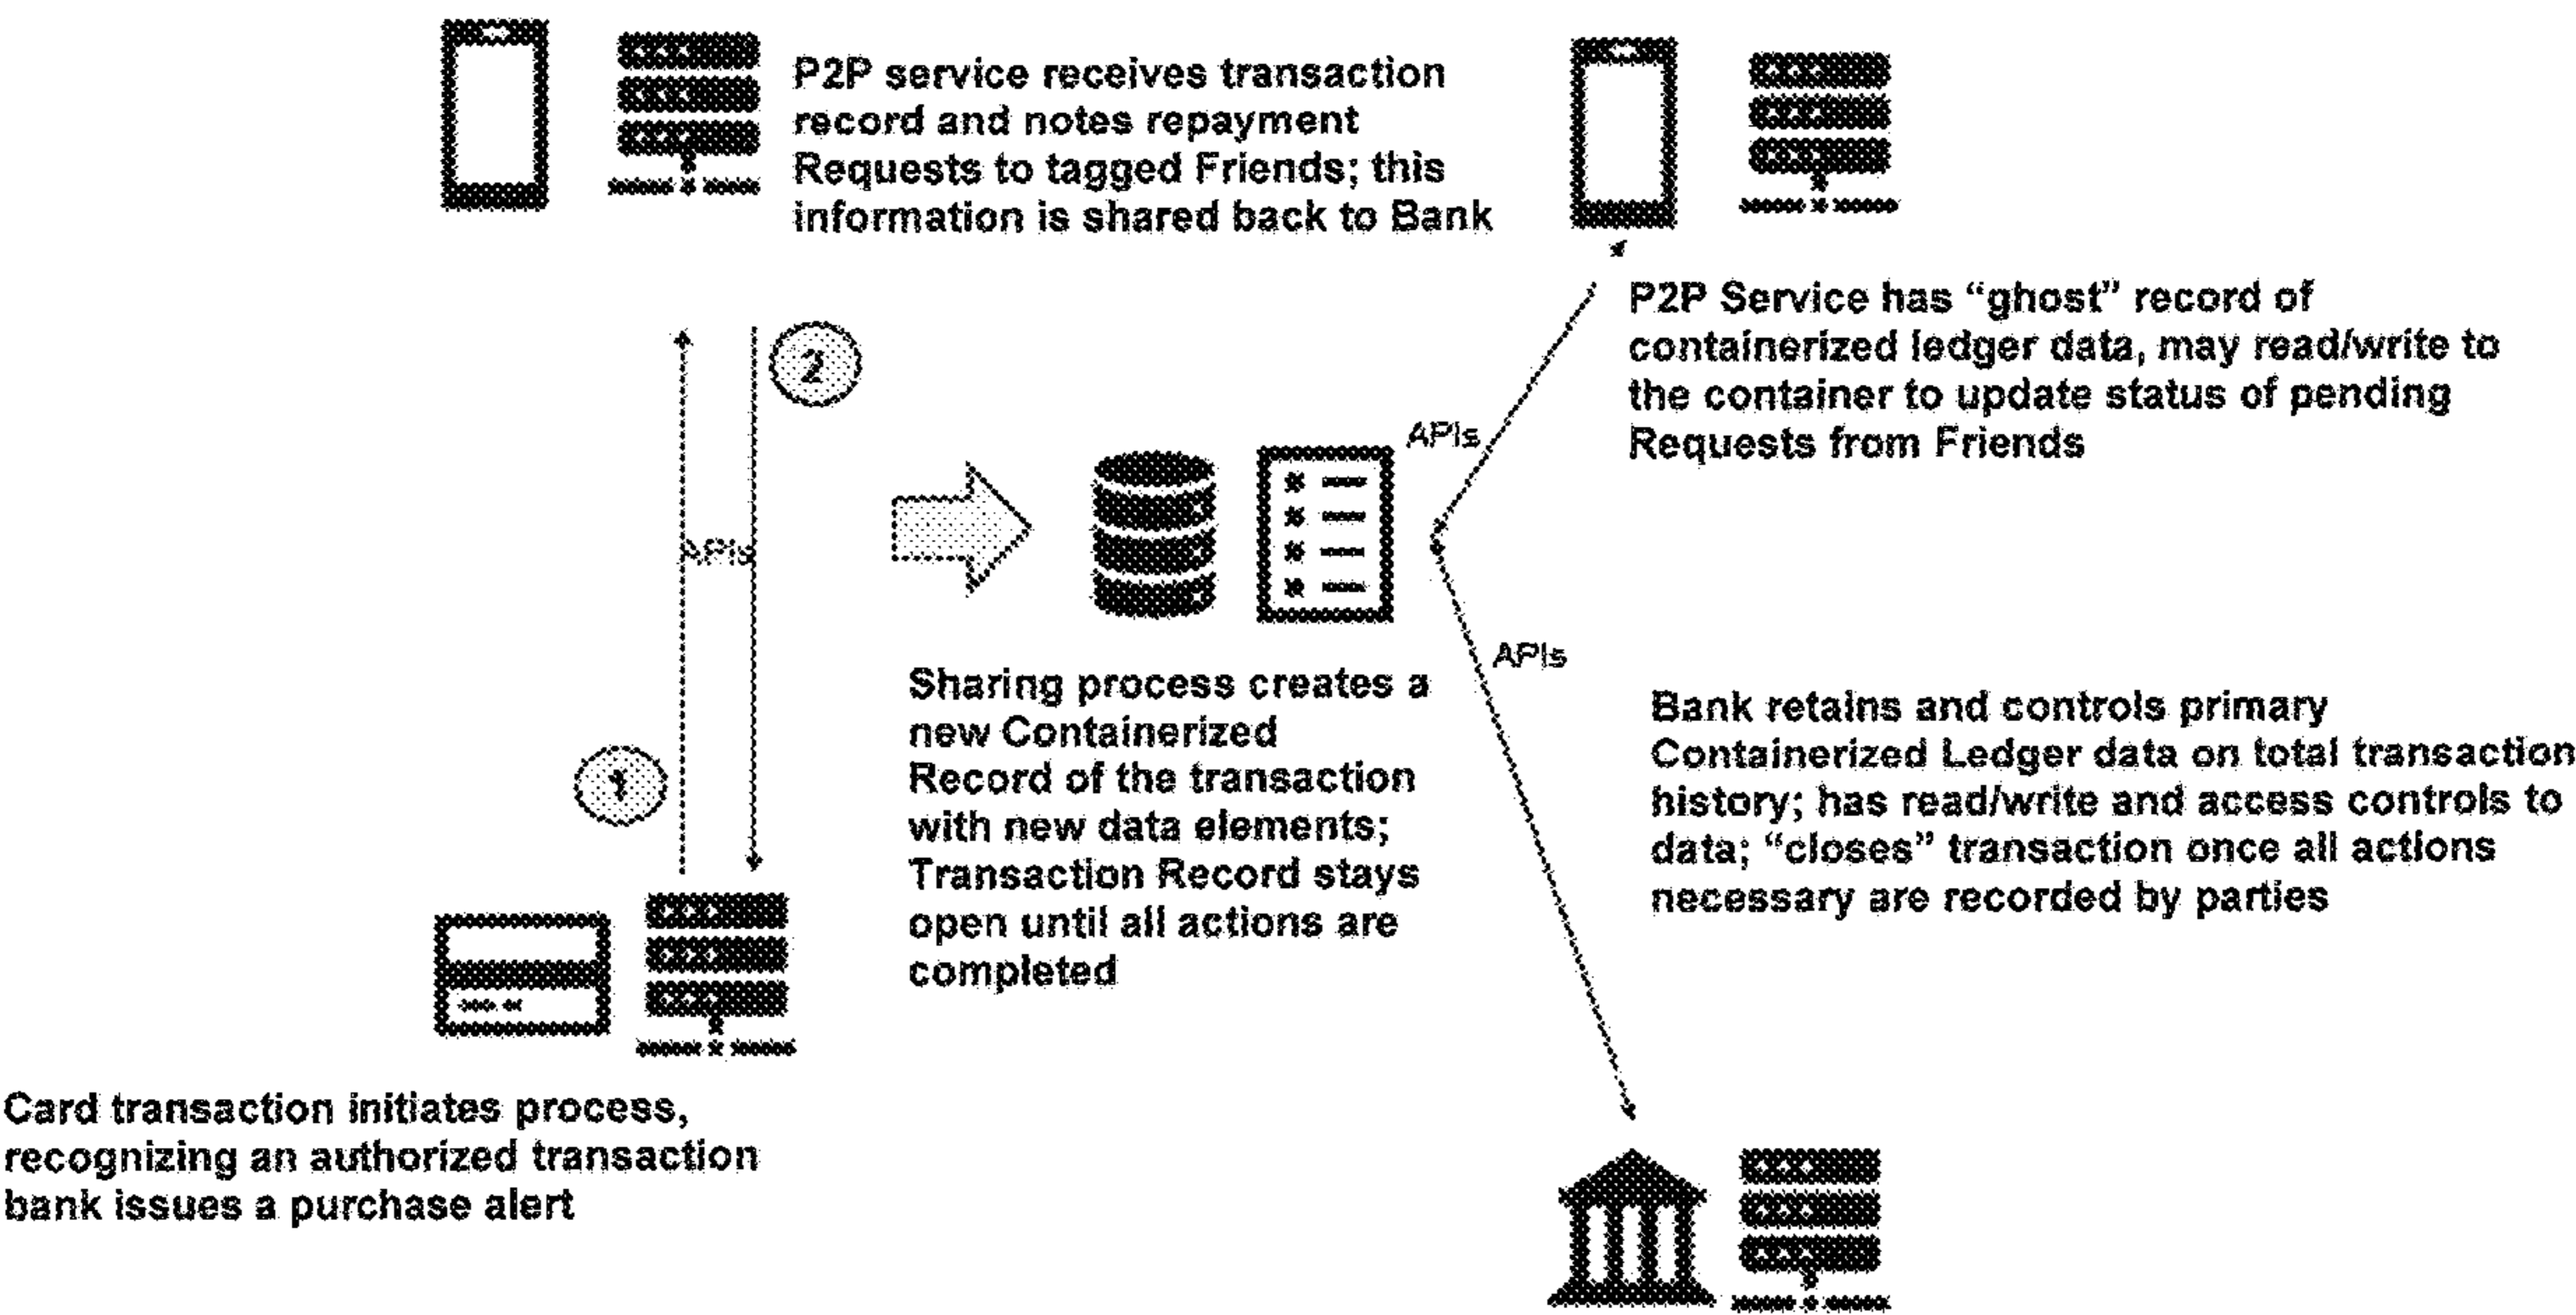 P2P service receives transaction
record and notes repayment
Requests to tagged Friends; this
information is shared back to Bank
P2P Service has “ghost” record of
containerized ledger data, may read/write to
the container to update status of pending
Requests from Friends
2
APIs
APIs
APIs
1
Sharing process creates a
new Containerized
Record of the transaction
with new data elements;
Transaction Record stays
open until all actions are
completed
Bank retains and controls primary
Containerized Ledger data on total transaction
history; has read/write and access controls to
data; “closes” transaction once all actions
necessary are recorded by parties
Card transaction initiates process,
recognizing an authorized transaction
bank issues a purchase alert